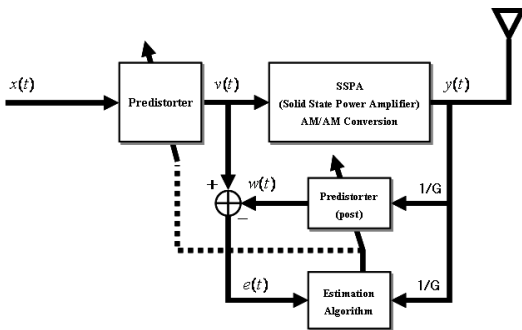 x(t)
Predistorter
v(t)
SSPA
(Solid State Power Amplifier)
AM/AM Conversion
y(t)
+
w(t)
−
Predistorter
(post)
1/G
e(t)
Estimation
Algorithm
1/G